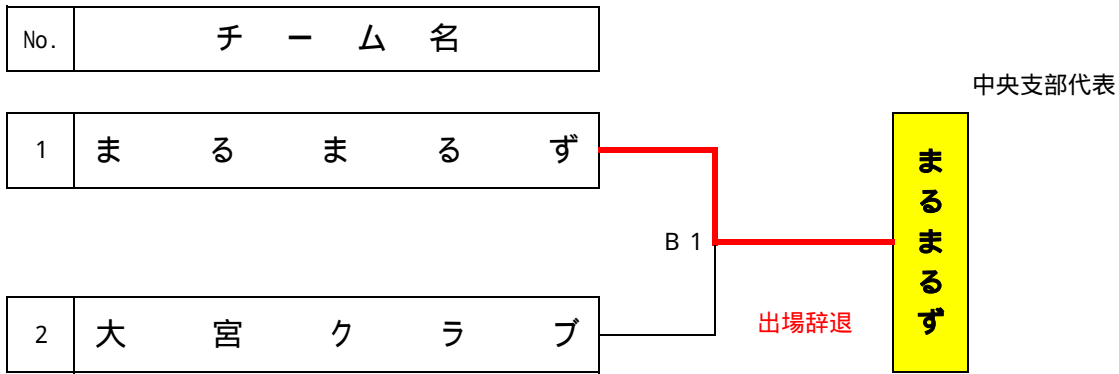 No. チーム名
中央支部代表
1 まるまるず
B 1
まるまるず
2 大宮クラブ
出場辞退